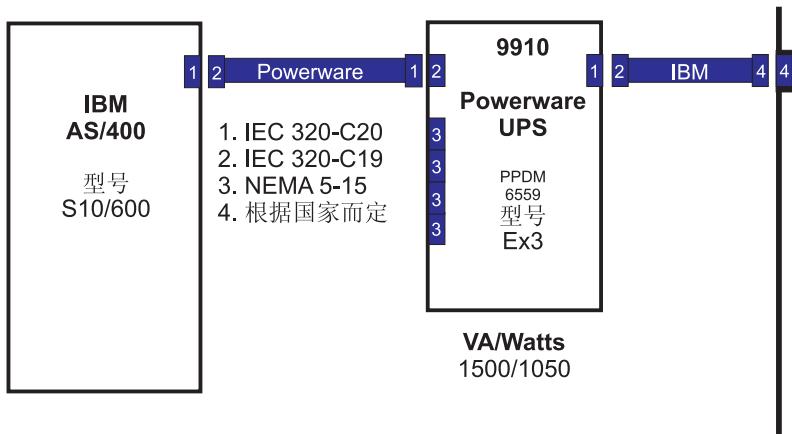 IBM
AS/400
型号
S10/600
1
2
Powerware
1
1. IEC 320-C20
2. IEC 320-C19
3. NEMA 5-15
4. 根据国家而定
9910
2
1
Powerware
UPS
3
3
3
3
PPDM
6559
型号
Ex3
VA/Watts
1500/1050
2
IBM
4
4